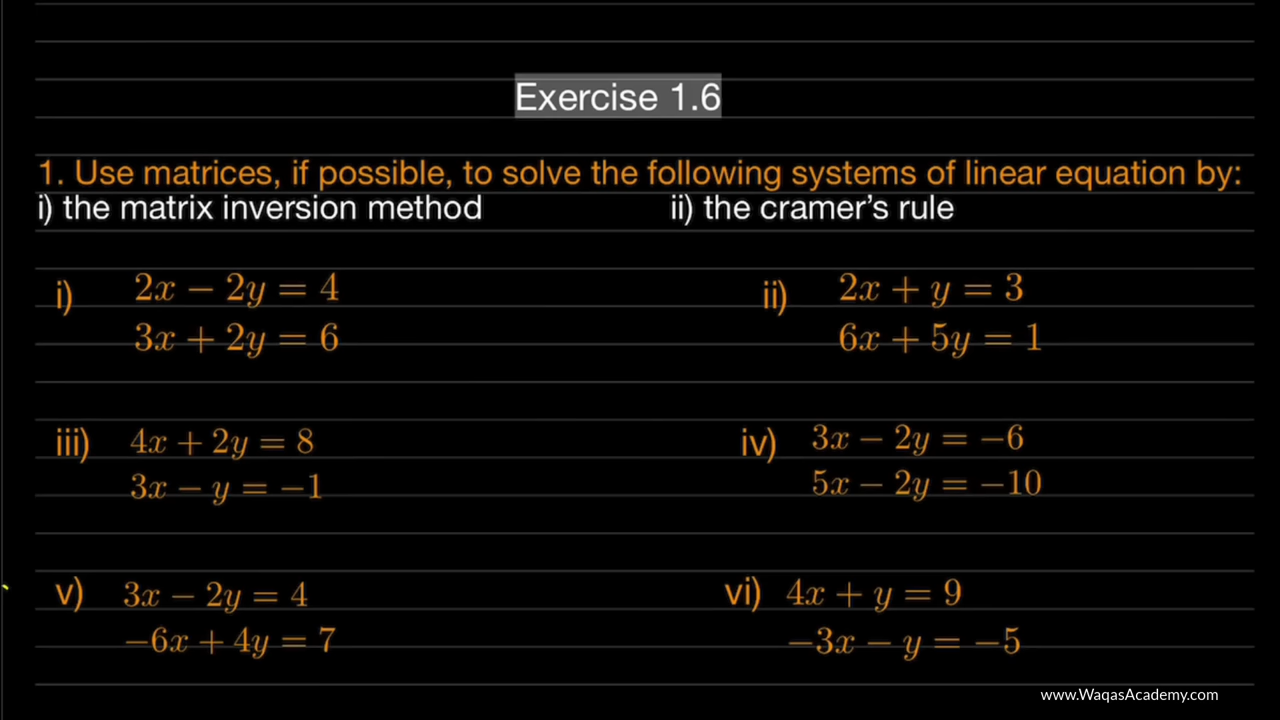 Exercise 1.6
1. Use matrices, if possible, to solve the following systems of linear equation by:
i) the matrix inversion method ii) the cramer's rule
i) 2x − 2y = 4
3x + 2y = 6
ii) 2x + y = 3
6x + 5y = 1
iii) 4x + 2y = 8
3x − y = −1
iv) 3x − 2y = −6
5x − 2y = −10
v) 3x − 2y = 4
−6x + 4y = 7
vi) 4x + y = 9
−3x − y = −5
www.WaqasAcademy.com